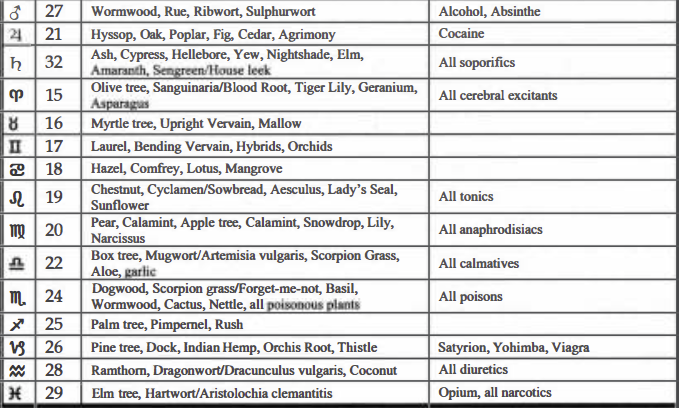 ♂ 27 Wormwood, Rue, Ribwort, Sulphurwort Alcohol, Absinthe
♃ 21 Hyssop, Oak, Poplar, Fig, Cedar, Agrimony Cocaine
♄ 32 Ash, Cypress, Hellebore, Yew, Nightshade, Elm, All soporifics
Amaranth, Sengreen/House leek
♈ 15 Olive tree, Sanguinaria/Blood Root, Tiger Lily, Geranium, All cerebral excitants
Asparagus
♉ 16 Myrtle tree, Upright Vervain, Mallow
♊ 17 Laurel, Bending Vervain, Hybrids, Orchids
♋ 18 Hazel, Comfrey, Lotus, Mangrove
♌ 19 Chestnut, Cyclamen/Sowbread, Aesculus, Lady's Seal, All tonics
Sunflower
♍ 20 Pear, Calamint, Apple tree, Calamint, Snowdrop, Lily, All anaphrodisiacs
Narcissus
♎ 22 Box tree, Mugwort/Artemisia vulgaris, Scorpion Grass, All calmatives
Aloe, garlic
♏ 24 Dogwood, Scorpion grass/Forget-me-not, Basil, All poisons
Wormwood, Cactus, Nettle, all poisonous plants
♐ 25 Palm tree, Pimpernel, Rush
♑ 26 Pine tree, Dock, Indian Hemp, Orchis Root, Thistle Satyrion, Yohimba, Viagra
♒ 28 Ramthorn, Dragonwort/Dracunculus vulgaris, Coconut All diuretics
♓ 29 Elm tree, Hartwort/Aristolochia clemantitis Opium, all narcotics